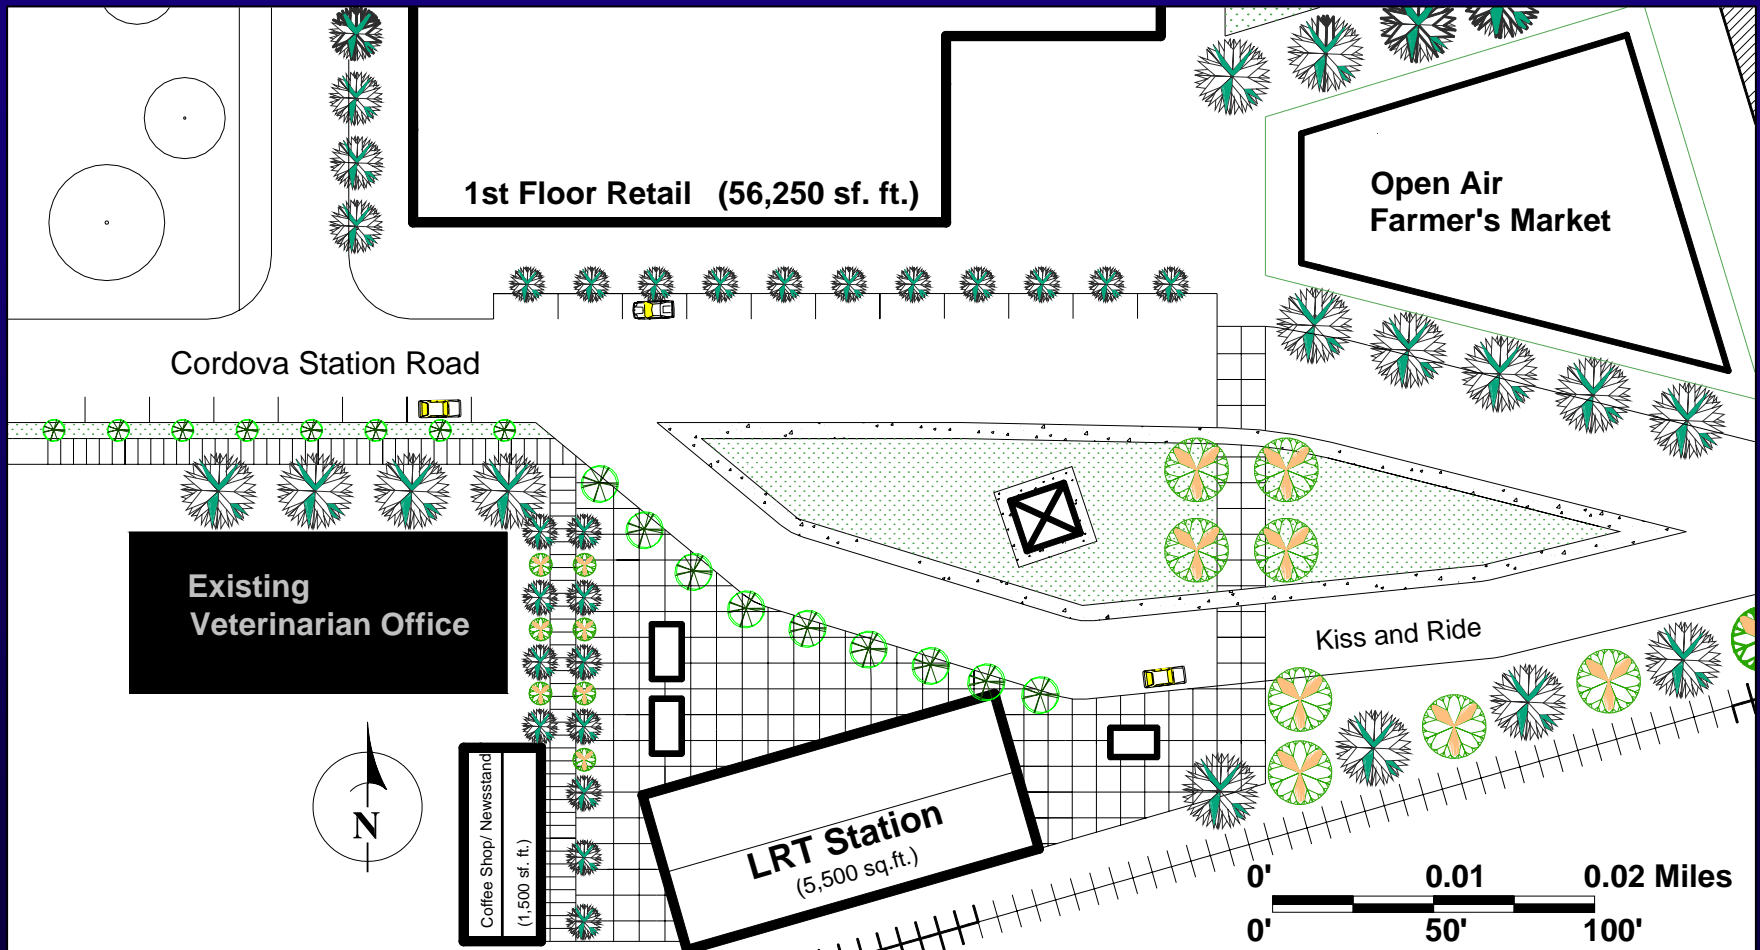 1st Floor Retail (56,250 sf. ft.)
Open Air
Farmer's Market
Cordova Station Road
Existing
Veterinarian Office
Kiss and Ride
Coffee Shop/ Newsstand
(1,500 sf. ft.)
LRT Station
(5,500 sq.ft.)
N
0' 0.01 0.02 Miles
0' 50' 100'